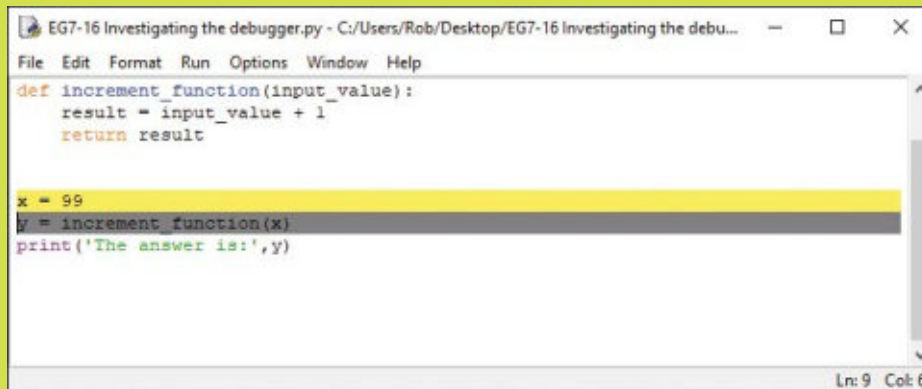 EG7-16 Investigating the debugger.py - C:/Users/Rob/Desktop/EG7-16 Investigating the debu...
File Edit Format Run Options Window Help
def increment_function(input_value):
    result = input_value + 1
    return result
x = 99
y = increment_function(x)
print('The answer is:',y)
Ln: 9 Col: